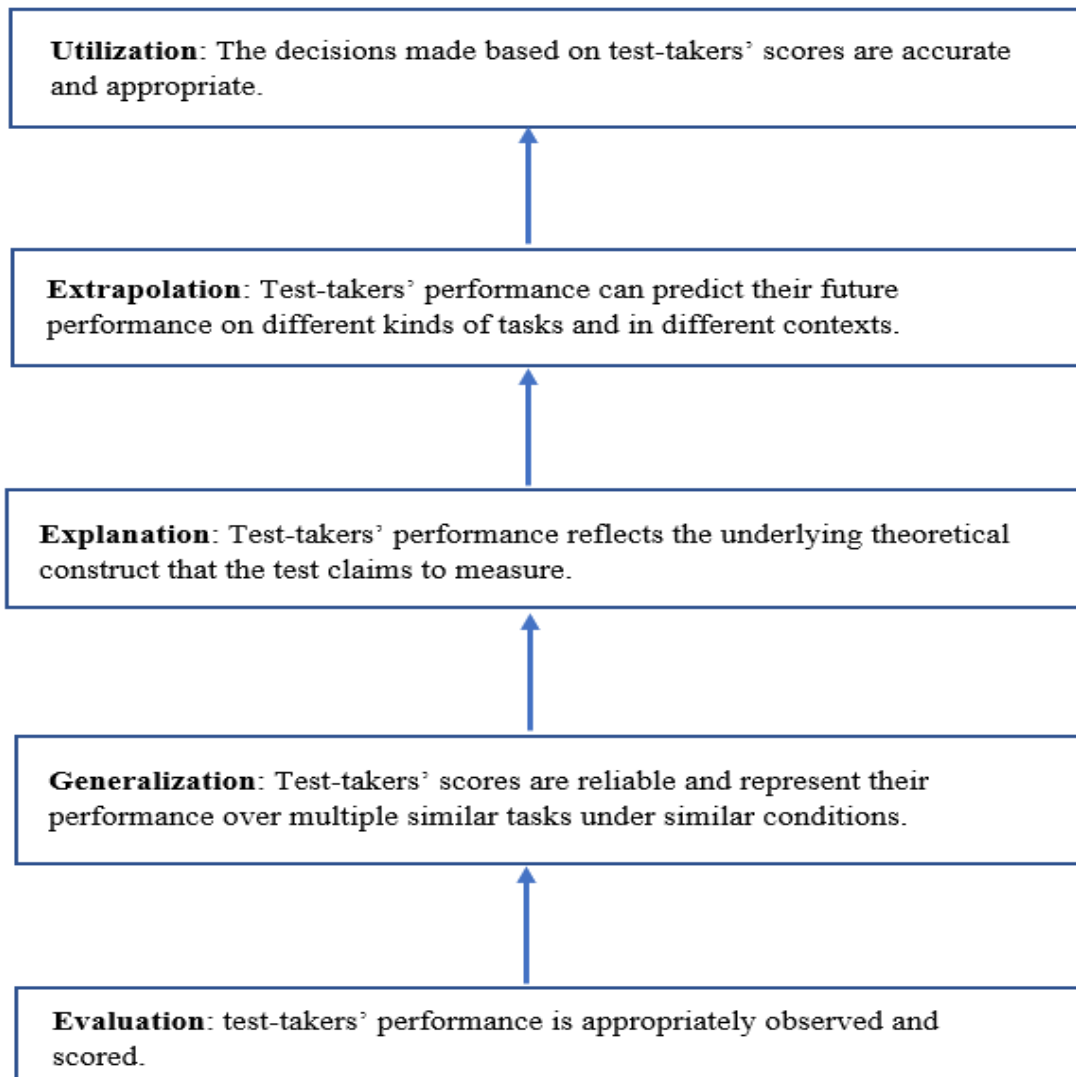 Utilization: The decisions made based on test-takers’ scores are accurate
and appropriate.
Extrapolation: Test-takers’ performance can predict their future
performance on different kinds of tasks and in different contexts.
Explanation: Test-takers’ performance reflects the underlying theoretical
construct that the test claims to measure.
Generalization: Test-takers’ scores are reliable and represent their
performance over multiple similar tasks under similar conditions.
Evaluation: test-takers’ performance is appropriately observed and
scored.